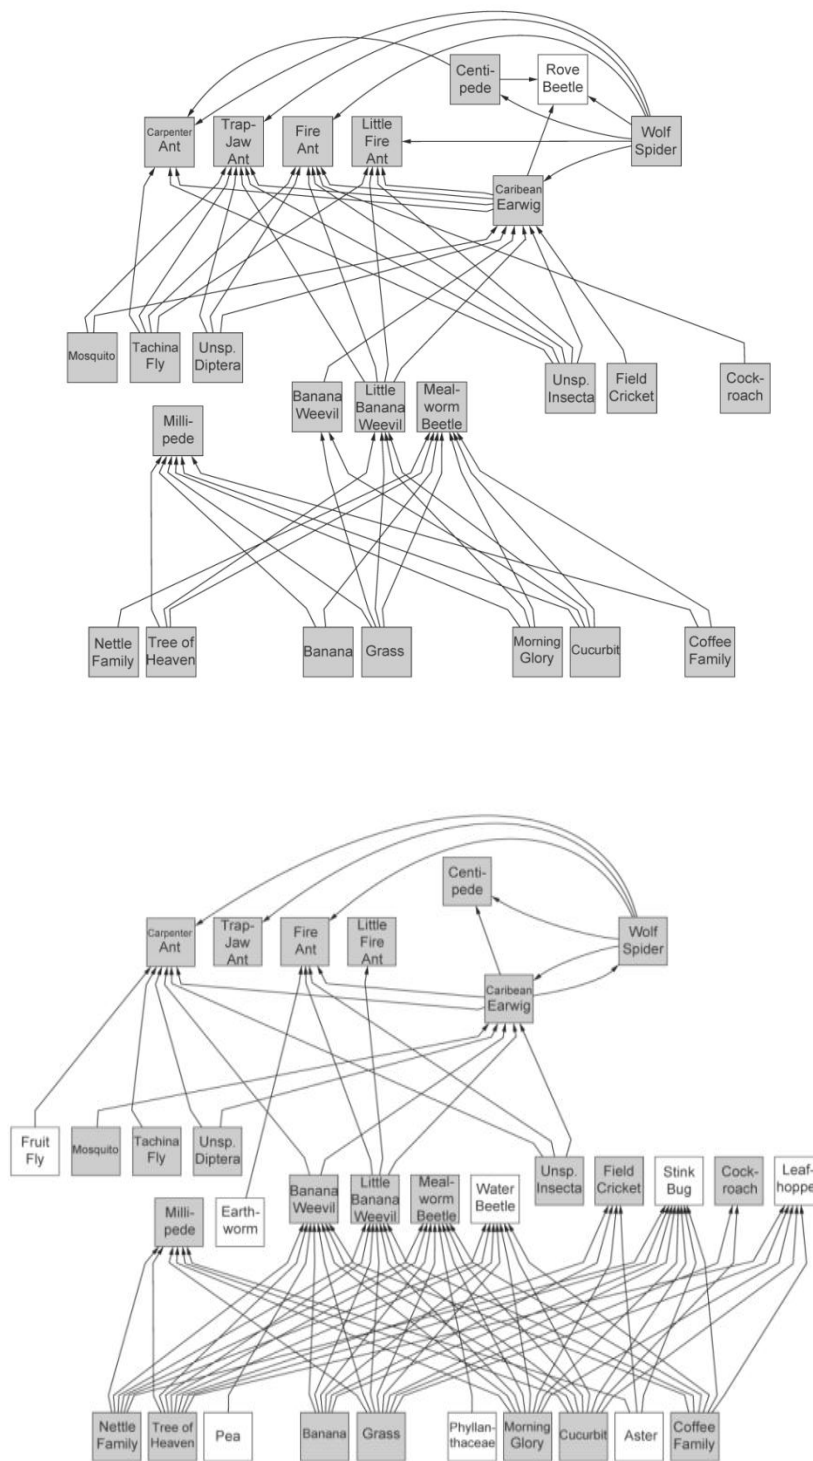 Centi-
pede
Rove
Beetle
Carpenter
Ant
Trap-
Jaw
Ant
Fire
Ant
Little
Fire
Ant
Wolf
Spider
Caribean
Earwig
Mosquito
Tachina
Fly
Unsp.
Diptera
Unsp.
Insecta
Field
Cricket
Cock-
roach
Banana
Weevil
Little
Banana
Weevil
Meal-
worm
Beetle
Milli-
pede
Nettle
Family
Tree of
Heaven
Banana
Grass
Morning
Glory
Cucurbit
Coffee
Family
Centi-
pede
Carpenter
Ant
Trap-
Jaw
Ant
Fire
Ant
Little
Fire
Ant
Wolf
Spider
Caribean
Earwig
Fruit
Fly
Mosquito
Tachina
Fly
Unsp.
Diptera
Unsp.
Insecta
Field
Cricket
Stink
Bug
Cock-
roach
Leaf-
hoppe
Milli-
pede
Earth-
worm
Banana
Weevil
Little
Banana
Weevil
Meal-
worm
Beetle
Water
Beetle
Nettle
Family
Tree of
Heaven
Pea
Banana
Grass
Phyllan-
thaceae
Morning
Glory
Cucurbit
Aster
Coffee
Family